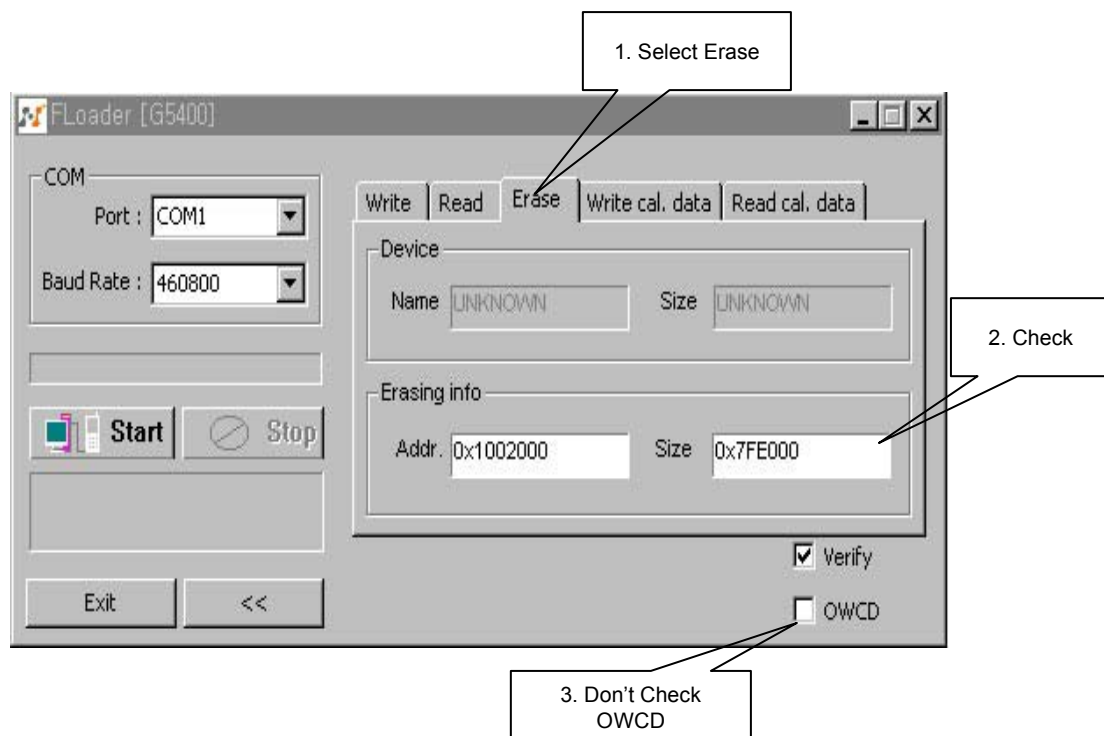 1. Select Erase
FLoader [G5400]
COM
Port : COM1
Baud Rate : 460800
Write Read Erase Write cal. data Read cal. data
Device
Name UNKNOWN Size UNKNOWN
2. Check
Erasing info
Addr. 0x1002000 Size 0x7FE000
Start Stop
Verify
Exit <<
OWCD
3. Don't Check
OWCD